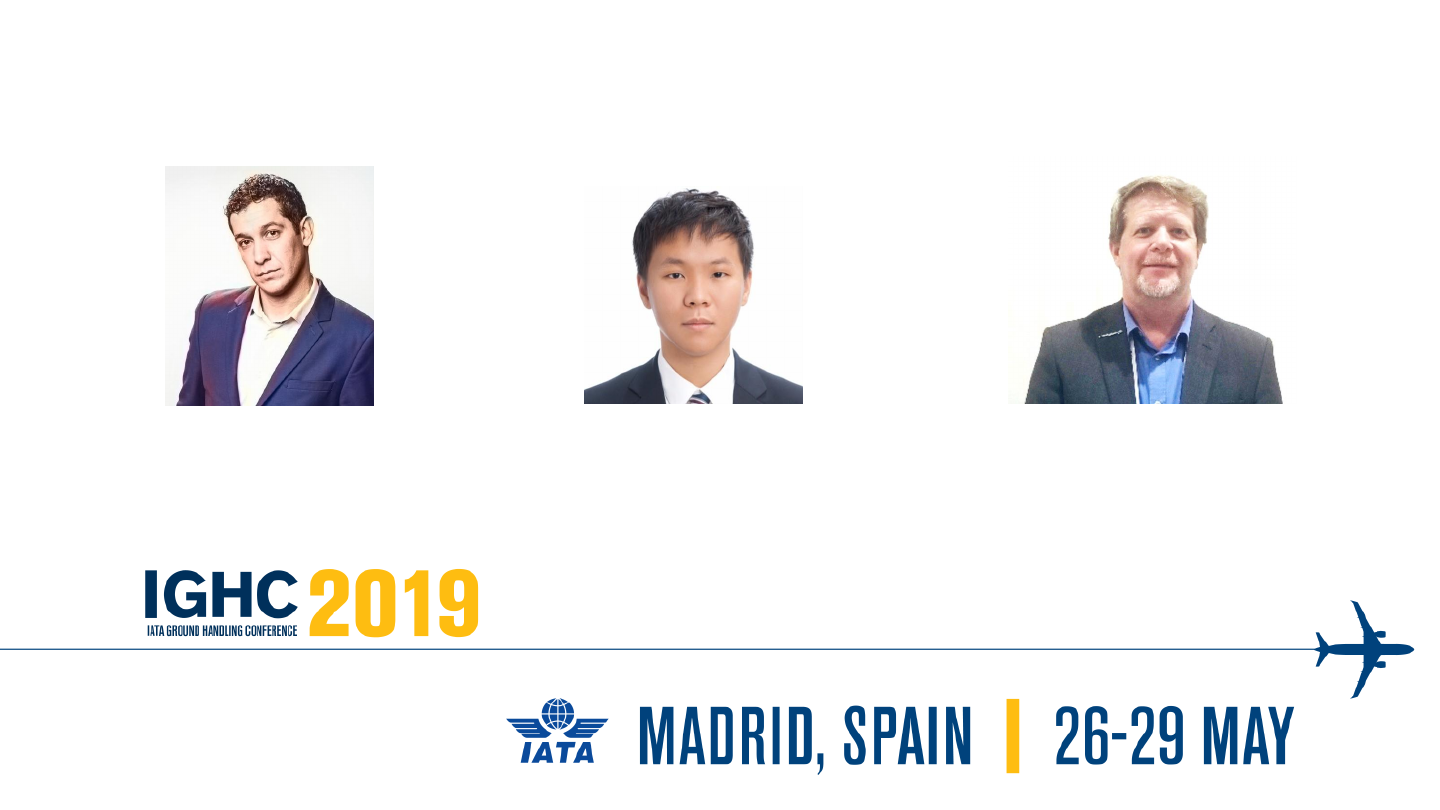 IGHC 2019
IATA GROUND HANDLING CONFERENCE
IATA
MADRID, SPAIN | 26-29 MAY